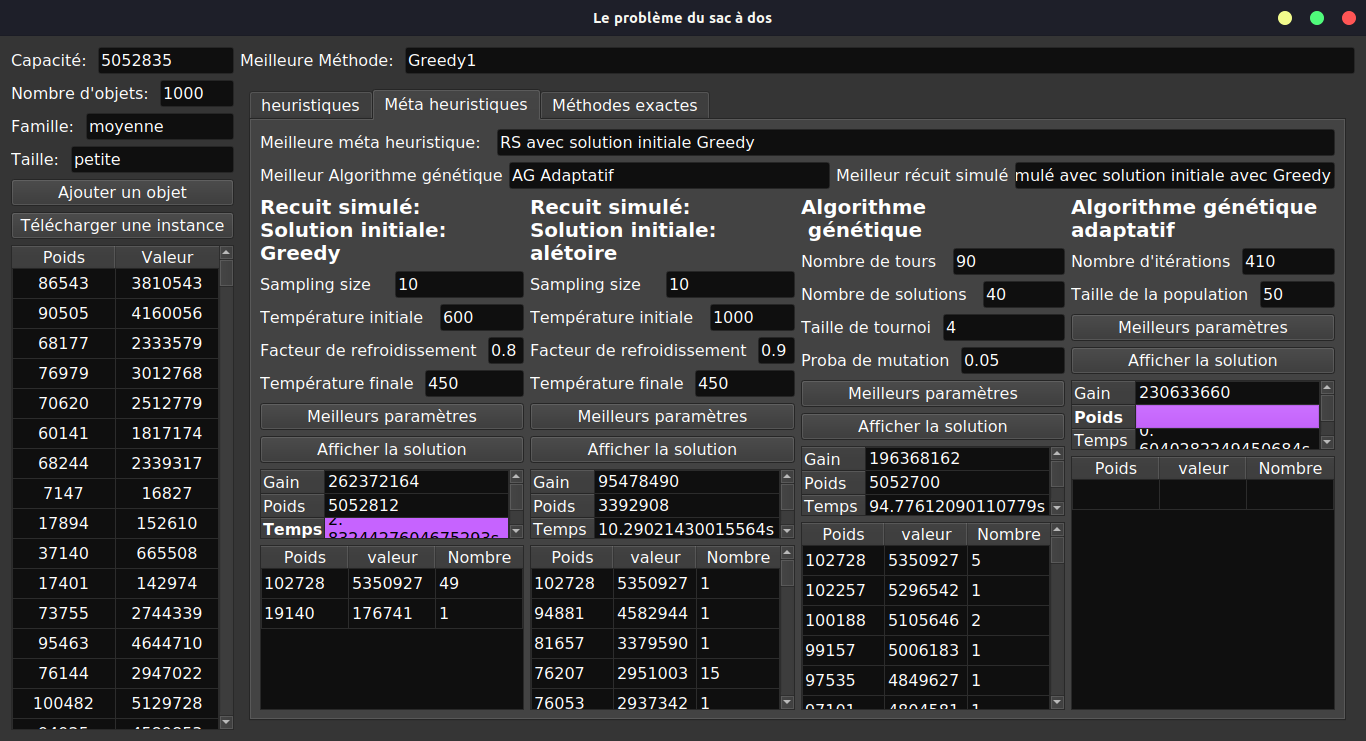 Le problème du sac à dos
Capacité: 5052835
Meilleure Méthode: Greedy1
Nombre d'objets: 1000
Famille: moyenne
Taille: petite
Ajouter un objet
Télécharger une instance
Poids Valeur
86543 3810543
90505 4160056
68177 2333579
76979 3012768
70620 2512779
60141 1817174
68244 2339317
7147 16827
17894 152610
37140 665508
17401 142974
73755 2744339
95463 4644710
76144 2947022
100482 5129728
heuristiques Méta heuristiques Méthodes exactes
Meilleure méta heuristique: RS avec solution initiale Greedy
Meilleur Algorithme génétique AG Adaptatif
Meilleur récuit simulé mulé avec solution initiale avec Greedy
Recuit simulé:
Solution initiale:
Greedy
Sampling size 10
Température initiale 600
Facteur de refroidissement 0.8
Température finale 450
Meilleurs paramètres
Afficher la solution
Gain 262372164
Poids 5052812
Temps
Poids valeur Nombre
102728 5350927 49
19140 176741 1
Recuit simulé:
Solution initiale:
alétoire
Sampling size 10
Température initiale 1000
Facteur de refroidissement 0.9
Température finale 450
Meilleurs paramètres
Afficher la solution
Gain 95478490
Poids 3392908
Temps 10.29021430015564s
Poids valeur Nombre
102728 5350927 1
94881 4582944 1
81657 3379590 1
76207 2951003 15
76053 2937342 1
Algorithme
génétique
Nombre de tours 90
Nombre de solutions 40
Taille de tournoi 4
Proba de mutation 0.05
Meilleurs paramètres
Afficher la solution
Gain 196368162
Poids 5052700
Temps 94.77612090110779s
Poids valeur Nombre
102728 5350927 5
102257 5296542 1
100188 5105646 2
99157 5006183 1
97535 4849627 1
Algorithme génétique
adaptatif
Nombre d'itérations 410
Taille de la population 50
Meilleurs paramètres
Afficher la solution
Gain 230633660
Poids
Temps
Poids valeur Nombre